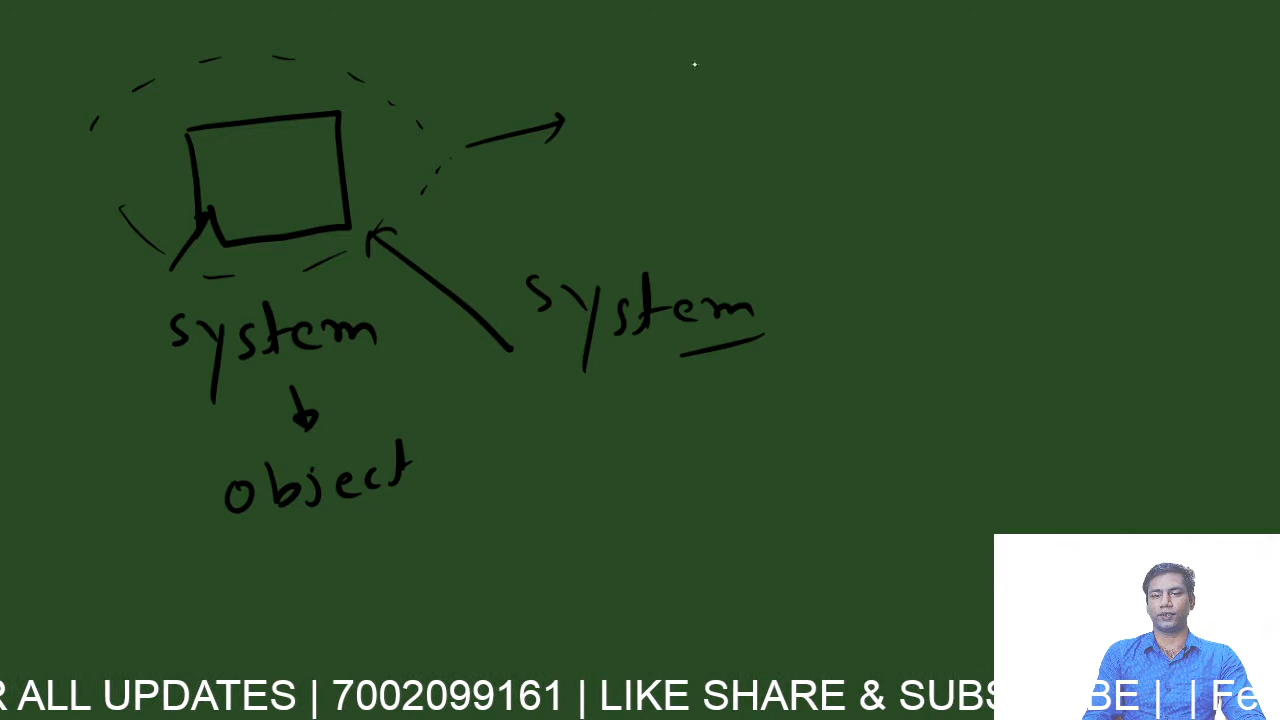 system
system
object
R ALL UPDATES | 7002099161 | LIKE SHARE & SUBS BE | | Fe